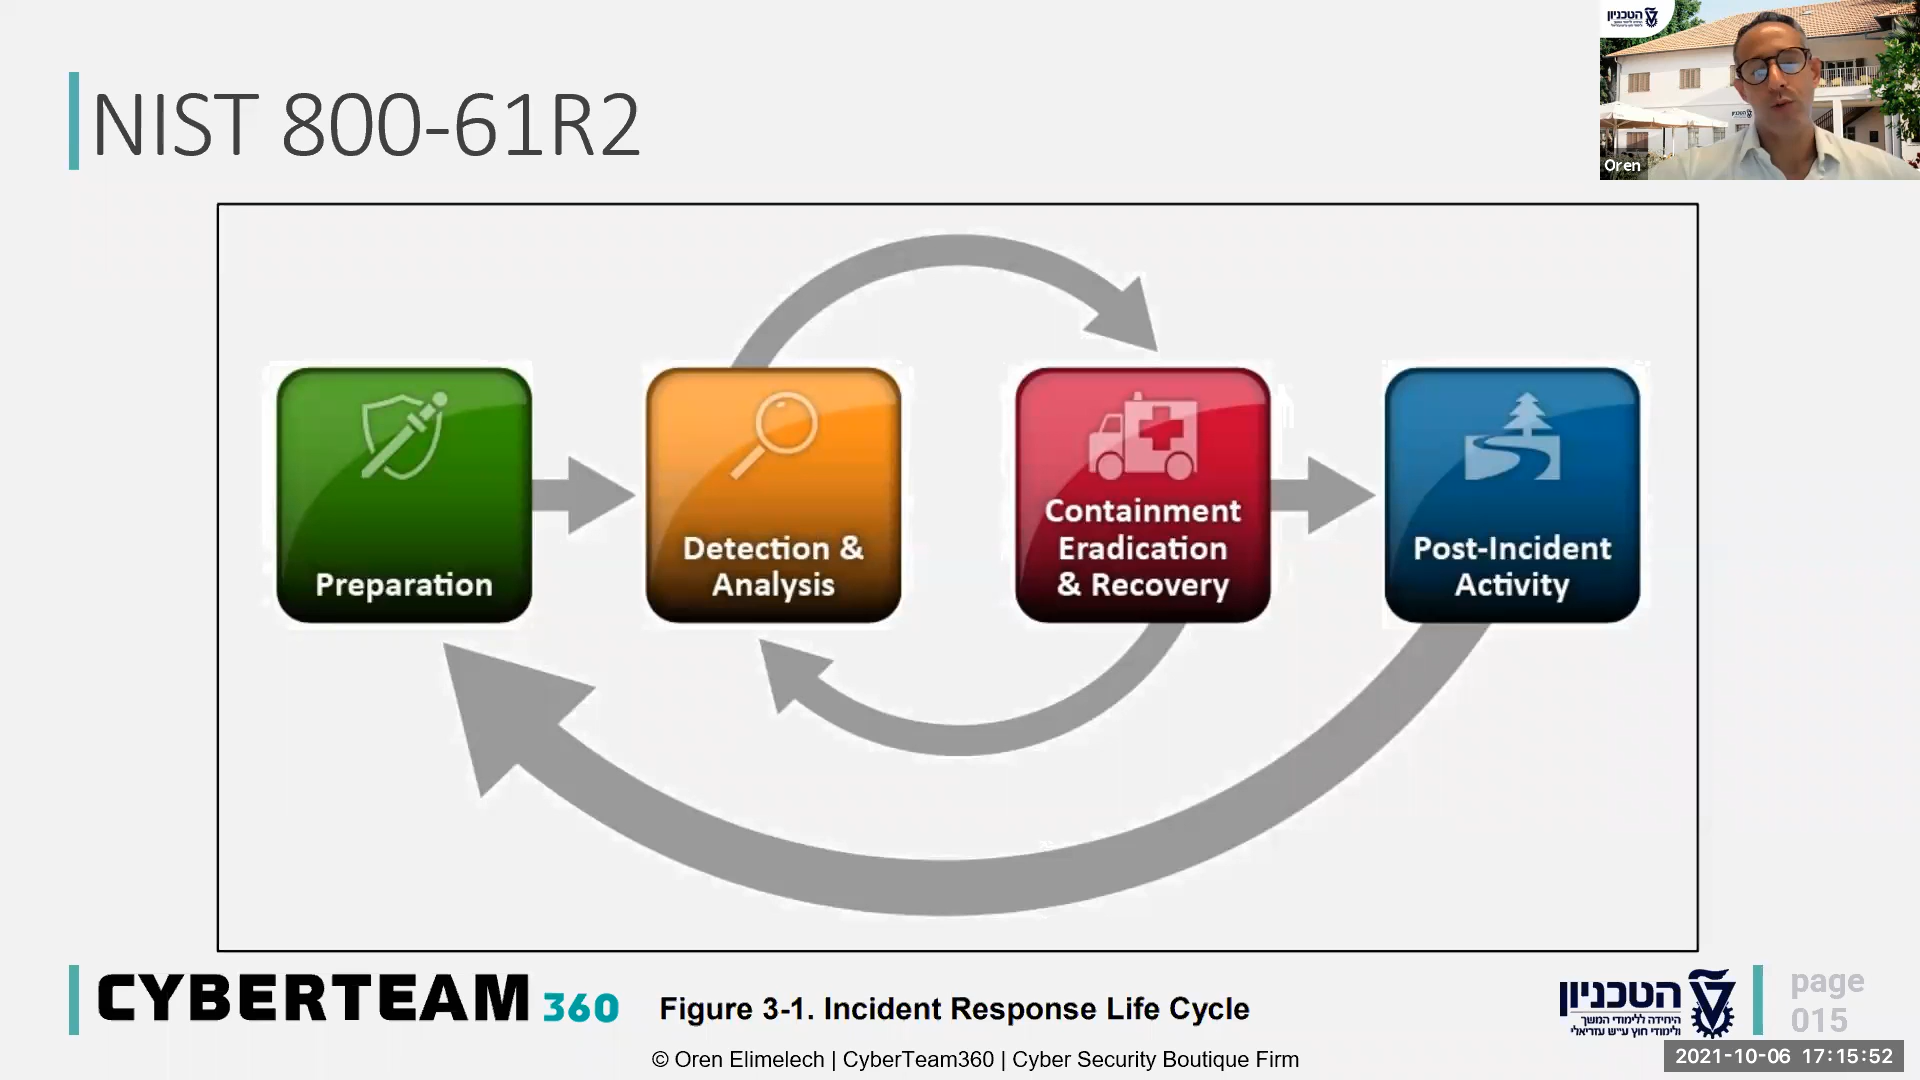 NIST 800-61R2
הטכניון
Oren
Preparation
Detection &
Analysis
Containment
Eradication
& Recovery
Post-Incident
Activity
CYBERTEAM 360
Figure 3-1. Incident Response Life Cycle
הטכניון
היחידה ללימודי המשך
ולימודי חוץ ע״ש עזריאלי
page
015
© Oren Elimelech | CyberTeam360 | Cyber Security Boutique Firm
2021-10-06 17:15:52